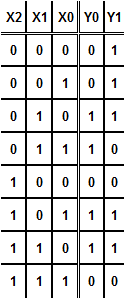 X2 X1 X0 Y0 Y1
0 0 0 0 1
0 0 1 0 1
0 1 0 1 1
0 1 1 1 0
1 0 0 0 0
1 0 1 1 1
1 1 0 1 1
1 1 1 0 0